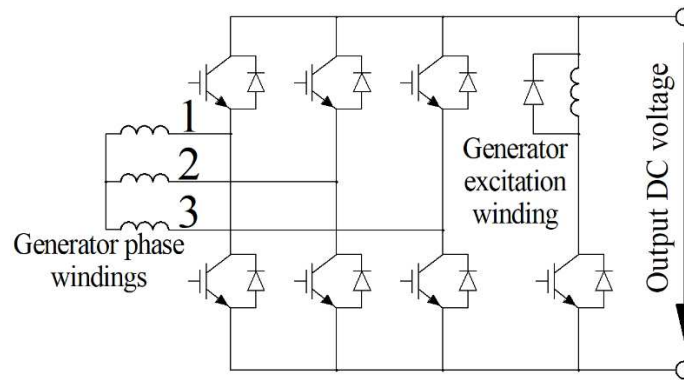 1
2
3
Generator phase
windings
Generator
excitation
winding
Output DC voltage